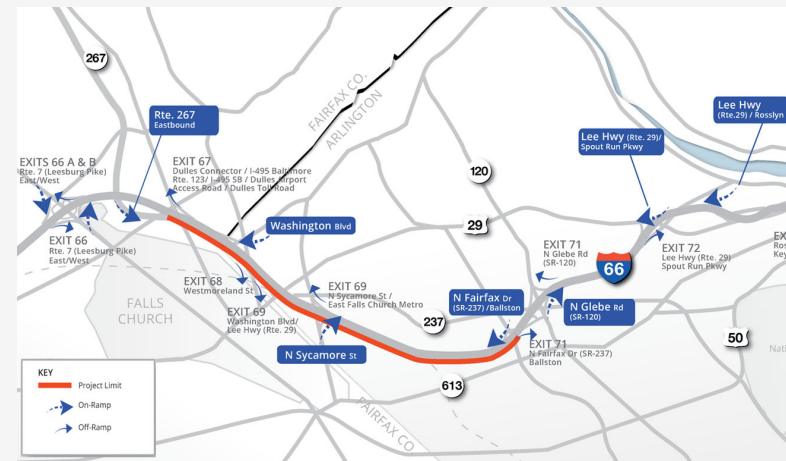 267
FAIRFAX CO.
ARLINGTON
Rte. 267
Eastbound
Lee Hwy
(Rte.29) / Rosslyn
Lee Hwy (Rte. 29)/
Spout Run Pkwy
EXITS 66 A & B
Rte. 7 (Leesburg Pike)
East/West
EXIT 67
Dulles Connector / I-495 Baltimore
Rte. 123/ I-495 SB / Dulles Airport
Access Road / Dulles Toll Road
120
29
Washington Blvd
EXIT 66
Rte. 7 (Leesburg Pike)
East/West
EXIT 71
N Glebe Rd
(SR-120)
66
EXIT 72
Lee Hwy (Rte. 29)
Spout Run Pkwy
EXIT 68
Westmoreland St
EXIT 69
N Sycamore St /
East Falls Church Metro
N Fairfax Dr
(SR-237) /Ballston
N Glebe Rd
(SR-120)
FALLS
CHURCH
EXIT 69
Washington Blvd/
Lee Hwy (Rte. 29)
237
N Sycamore St
EXIT 71
N Fairfax Dr (SR-237)
Ballston
50
613
FAIRFAX CO
KEY
Project Limit
On-Ramp
Off-Ramp